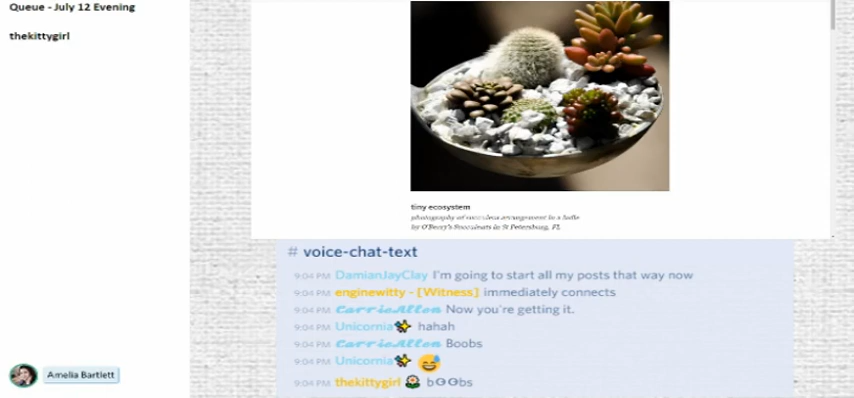 Queue - July 12 Evening
thekittygirl
tiny ecosystem
photography of succulent arrangement in a bowl
by O'Berry's Succulents in St Petersburg, FL
# voice-chat-text
9:04 PM DamianJayClay I'm going to start all my posts that way now
9:04 PM enginewitty - [Witness] immediately connects
9:04 PM CarrieAllen Now you're getting it.
9:04 PM Unicornia✨ hahah
9:04 PM CarrieAllen Boobs
9:04 PM Unicornia✨ 😅
9:04 PM thekittygirl bOObs
Amelia Bartlett